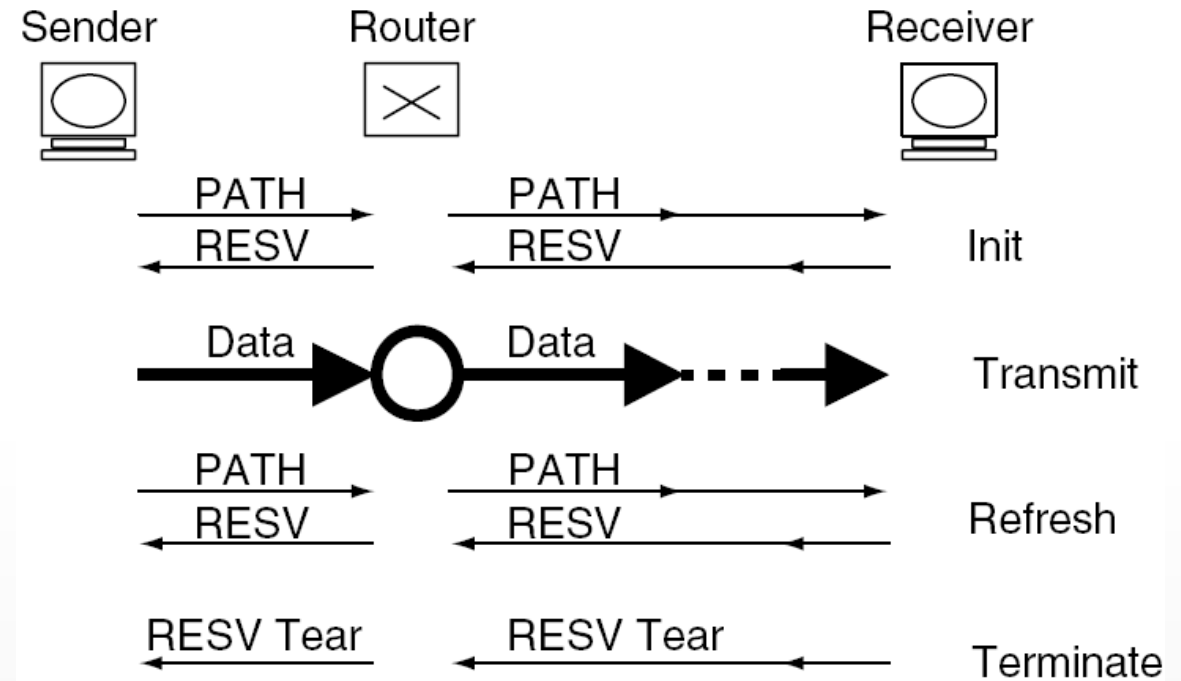 Sender Router Receiver
PATH PATH
RESV RESV Init
Data Data
Transmit
PATH PATH
RESV RESV Refresh
RESV Tear RESV Tear
Terminate